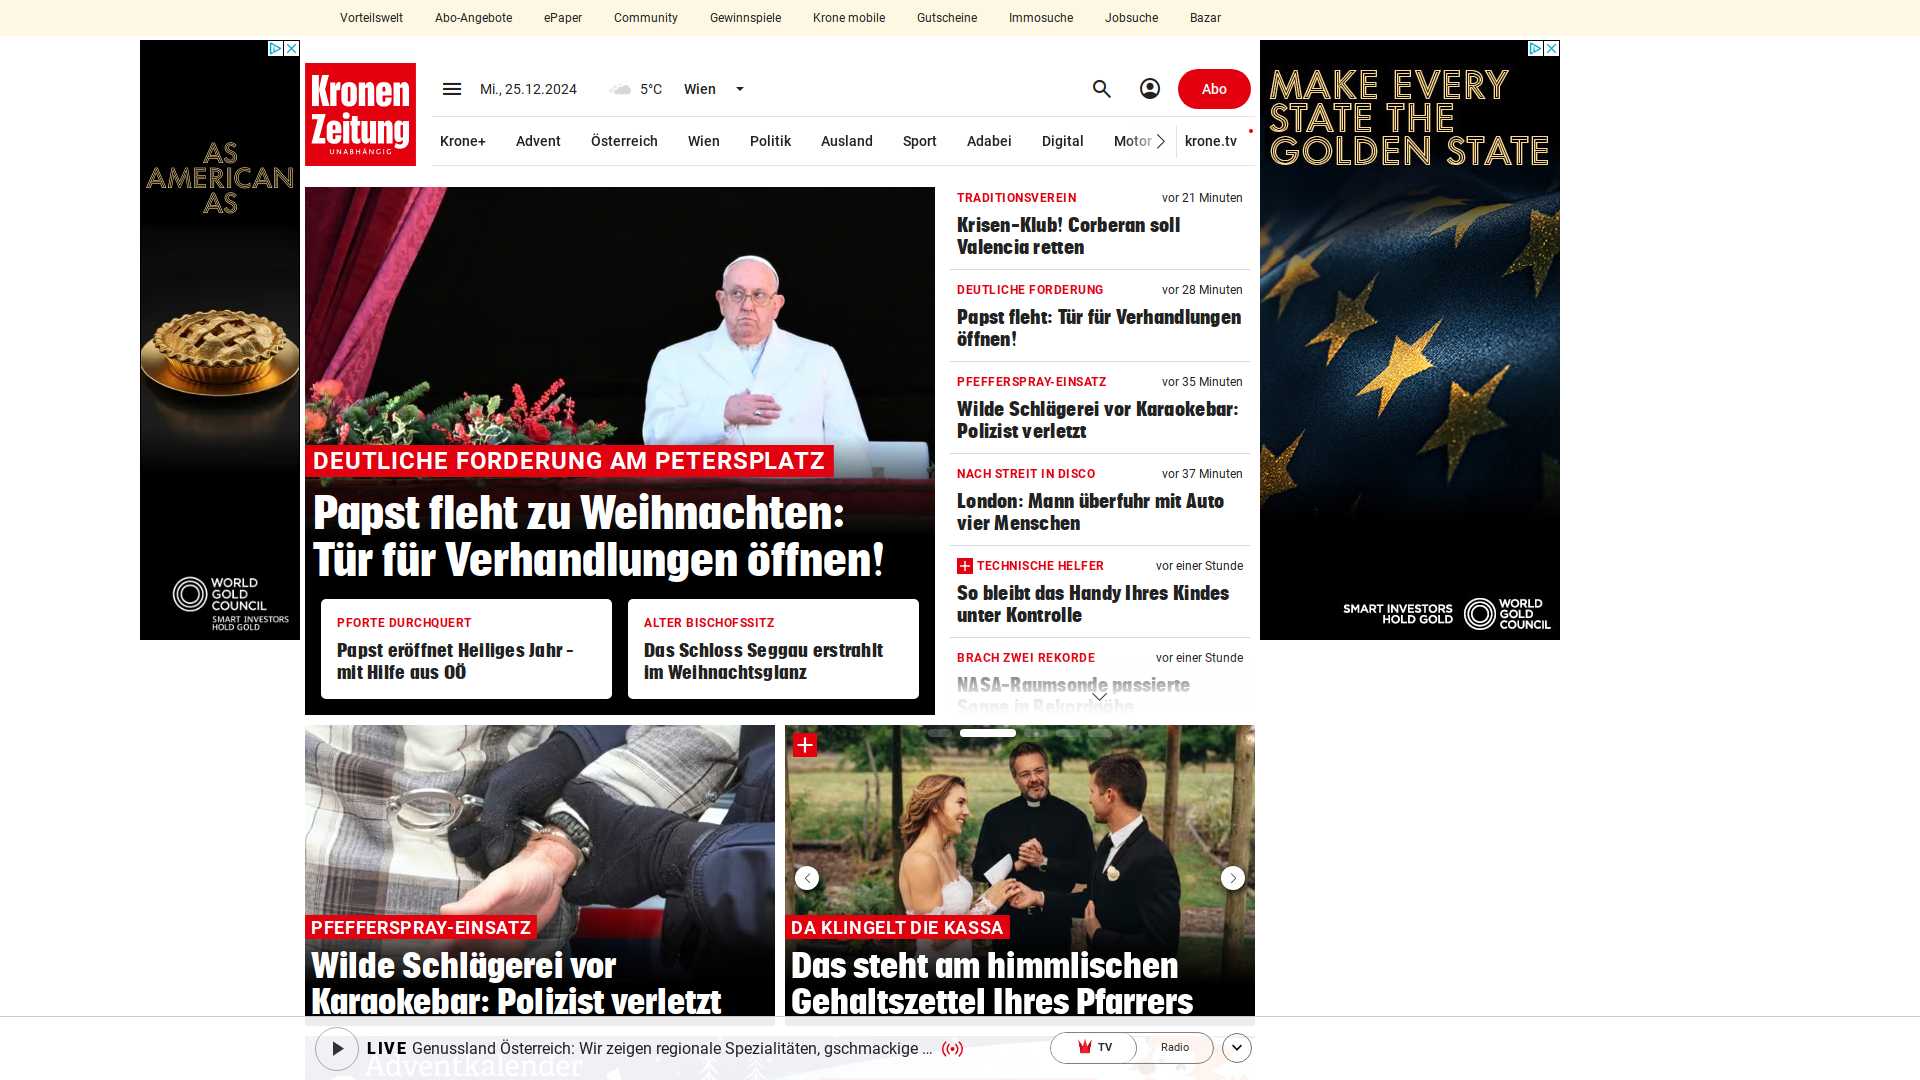 Vorteilswelt
Abo-Angebote
ePaper
Community
Gewinnspiele
Krone mobile
Gutscheine
Immosuche
Jobsuche
Bazar
AS
AMERICAN
AS
WORLD
GOLD
COUNCIL
SMART INVESTORS
HOLD GOLD
Kronen
Zeitung
UNABHÄNGIG
Mi., 25.12.2024
5°C
Wien
Abo
Krone+
Advent
Österreich
Wien
Politik
Ausland
Sport
Adabei
Digital
Motor
krone.tv
DEUTLICHE FORDERUNG AM PETERSPLATZ
Papst fleht zu Weihnachten:
Tür für Verhandlungen öffnen!
PFORTE DURCHQUERT
Papst eröffnet Heiliges Jahr –
mit Hilfe aus OÖ
ALTER BISCHOFSSITZ
Das Schloss Seggau erstrahlt
im Weihnachtsglanz
TRADITIONSVEREIN
vor 21 Minuten
Krisen-Klub! Corberan soll
Valencia retten
DEUTLICHE FORDERUNG
vor 28 Minuten
Papst fleht: Tür für Verhandlungen
öffnen!
PFEFFERSPRAY-EINSATZ
vor 35 Minuten
Wilde Schlägerei vor Karaokebar:
Polizist verletzt
NACH STREIT IN DISCO
vor 37 Minuten
London: Mann überfuhr mit Auto
vier Menschen
TECHNISCHE HELFER
vor einer Stunde
So bleibt das Handy Ihres Kindes
unter Kontrolle
BRACH ZWEI REKORDE
vor einer Stunde
NASA-Raumsonde passierte
Sonne in Rekordnähe
MAKE EVERY
STATE THE
GOLDEN STATE
SMART INVESTORS
HOLD GOLD
WORLD
GOLD
COUNCIL
PFEFFERSPRAY-EINSATZ
Wilde Schlägerei vor
Karaokebar: Polizist verletzt
DA KLINGELT DIE KASSA
Das steht am himmlischen
Gehaltszettel Ihres Pfarrers
LIVE Genussland Österreich: Wir zeigen regionale Spezialitäten, gschmackige ...
TV
Radio
Adventkalender